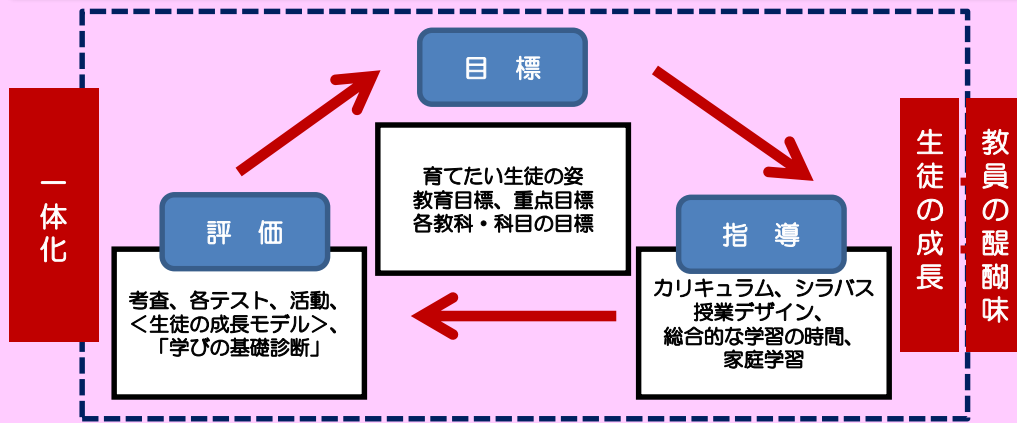 目　標
育てたい生徒の姿
教育目標、重点目標
各教科・科目の目標
一体化
評　価
考査、各テスト、活動、
＜生徒の成長モデル＞、
「学びの基礎診断」
指　導
カリキュラム、シラバス
授業デザイン、
総合的な学習の時間、
家庭学習
生徒の成長
教員の醍醐味